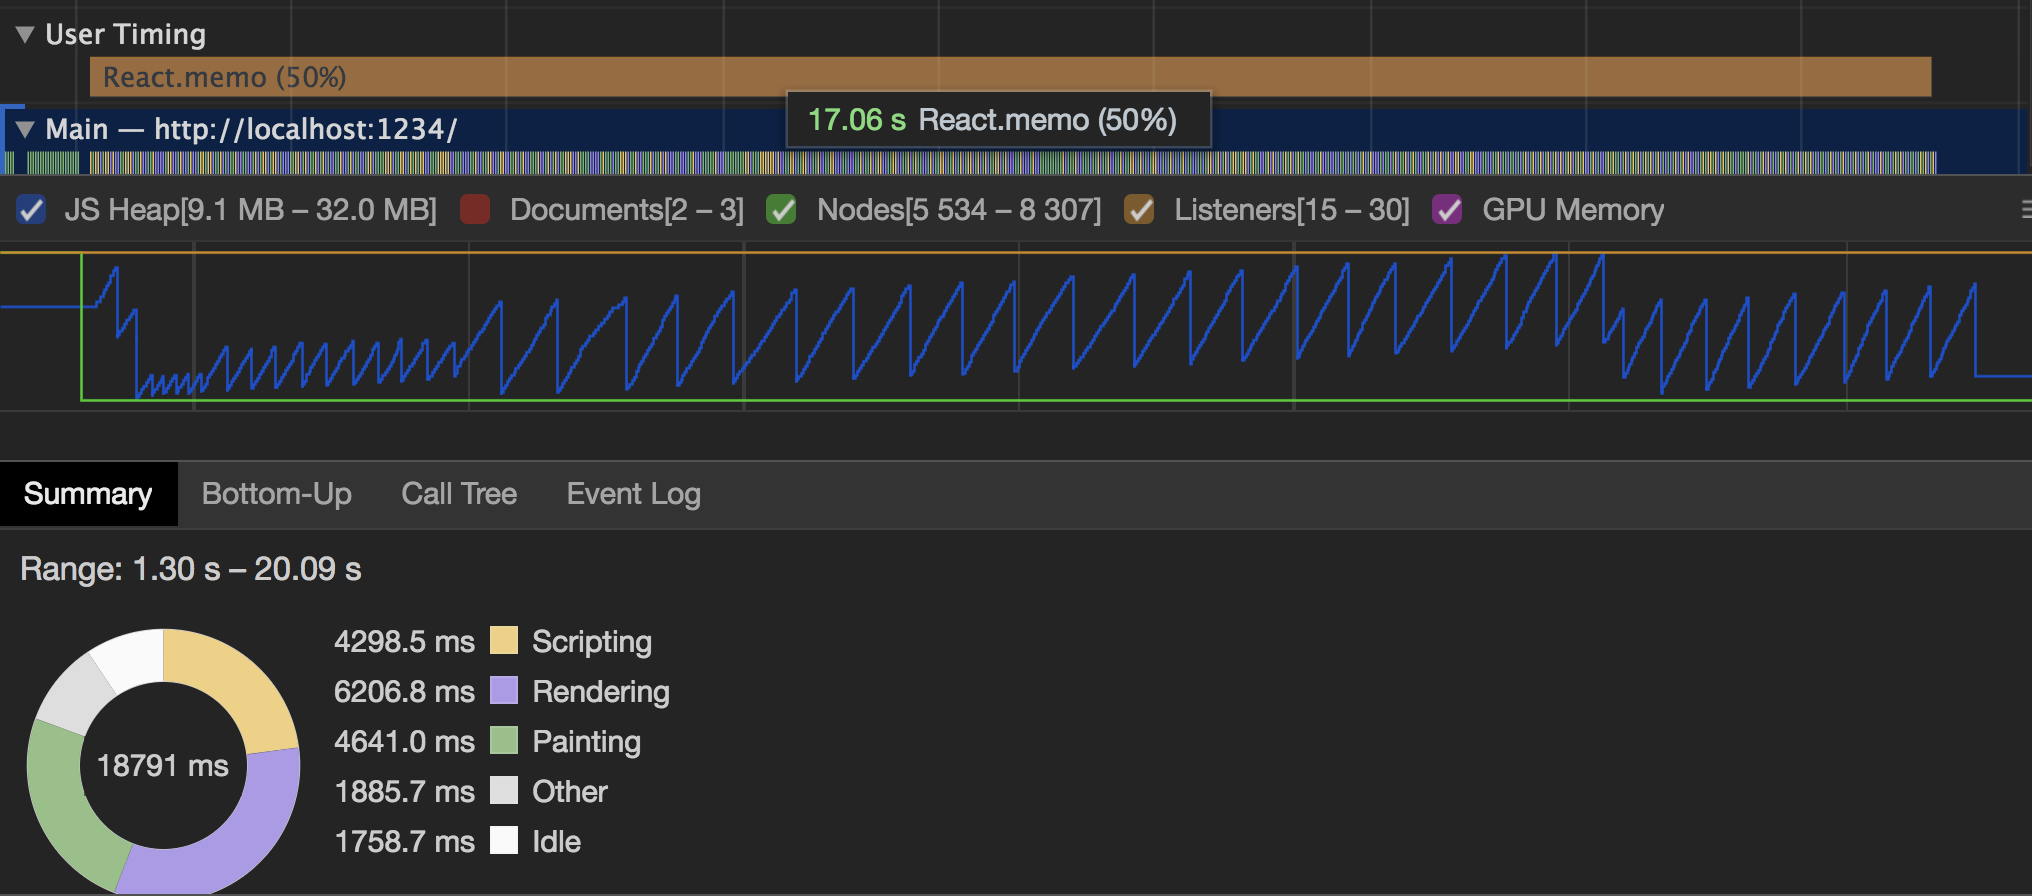 User Timing
React.memo (50%)
17.06 s React.memo (50%)
Main — http://localhost:1234/
JS Heap[9.1 MB – 32.0 MB] Documents[2 – 3] Nodes[5 534 – 8 307] Listeners[15 – 30] GPU Memory
Summary Bottom-Up Call Tree Event Log
Range: 1.30 s – 20.09 s
4298.5 ms Scripting
6206.8 ms Rendering
4641.0 ms Painting
18791 ms
1885.7 ms Other
1758.7 ms Idle